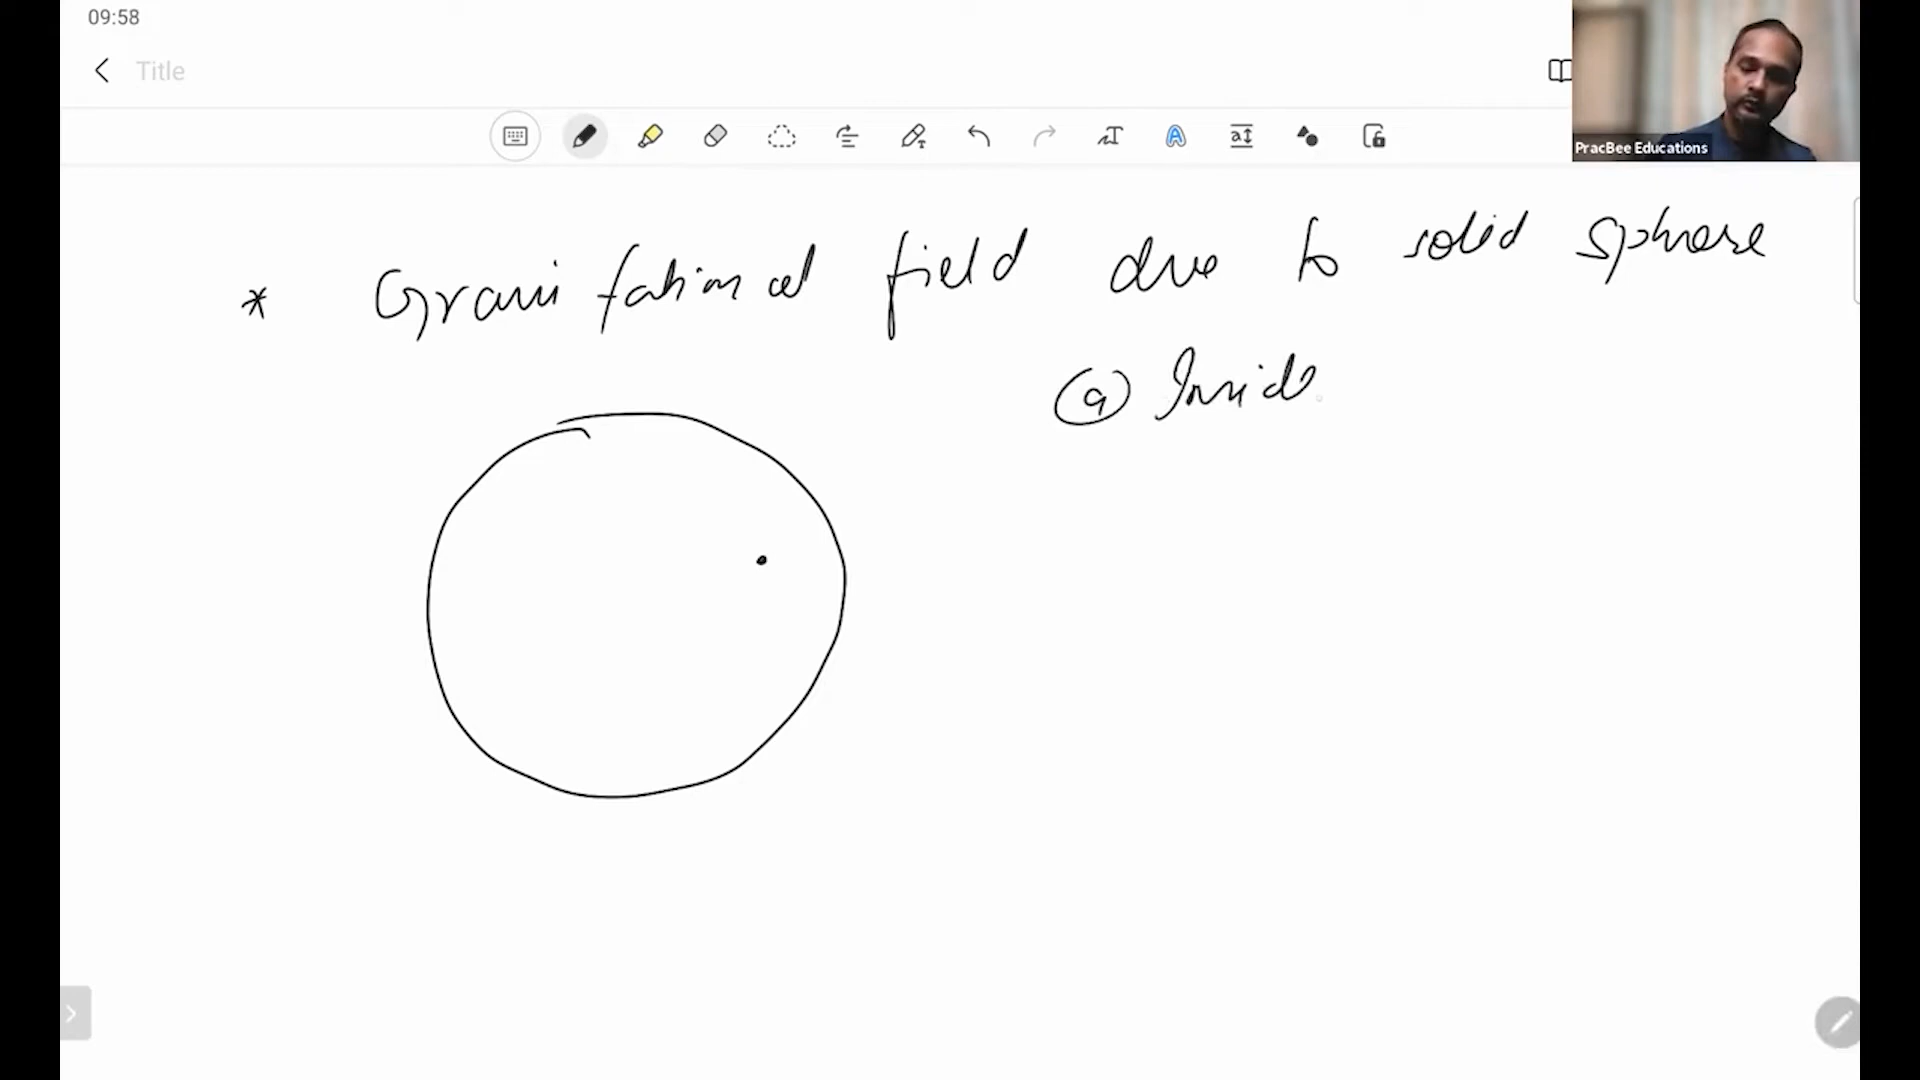 09:58
Title
PracBee Educations
* Gravitational field due to solid sphere
(a) Inside